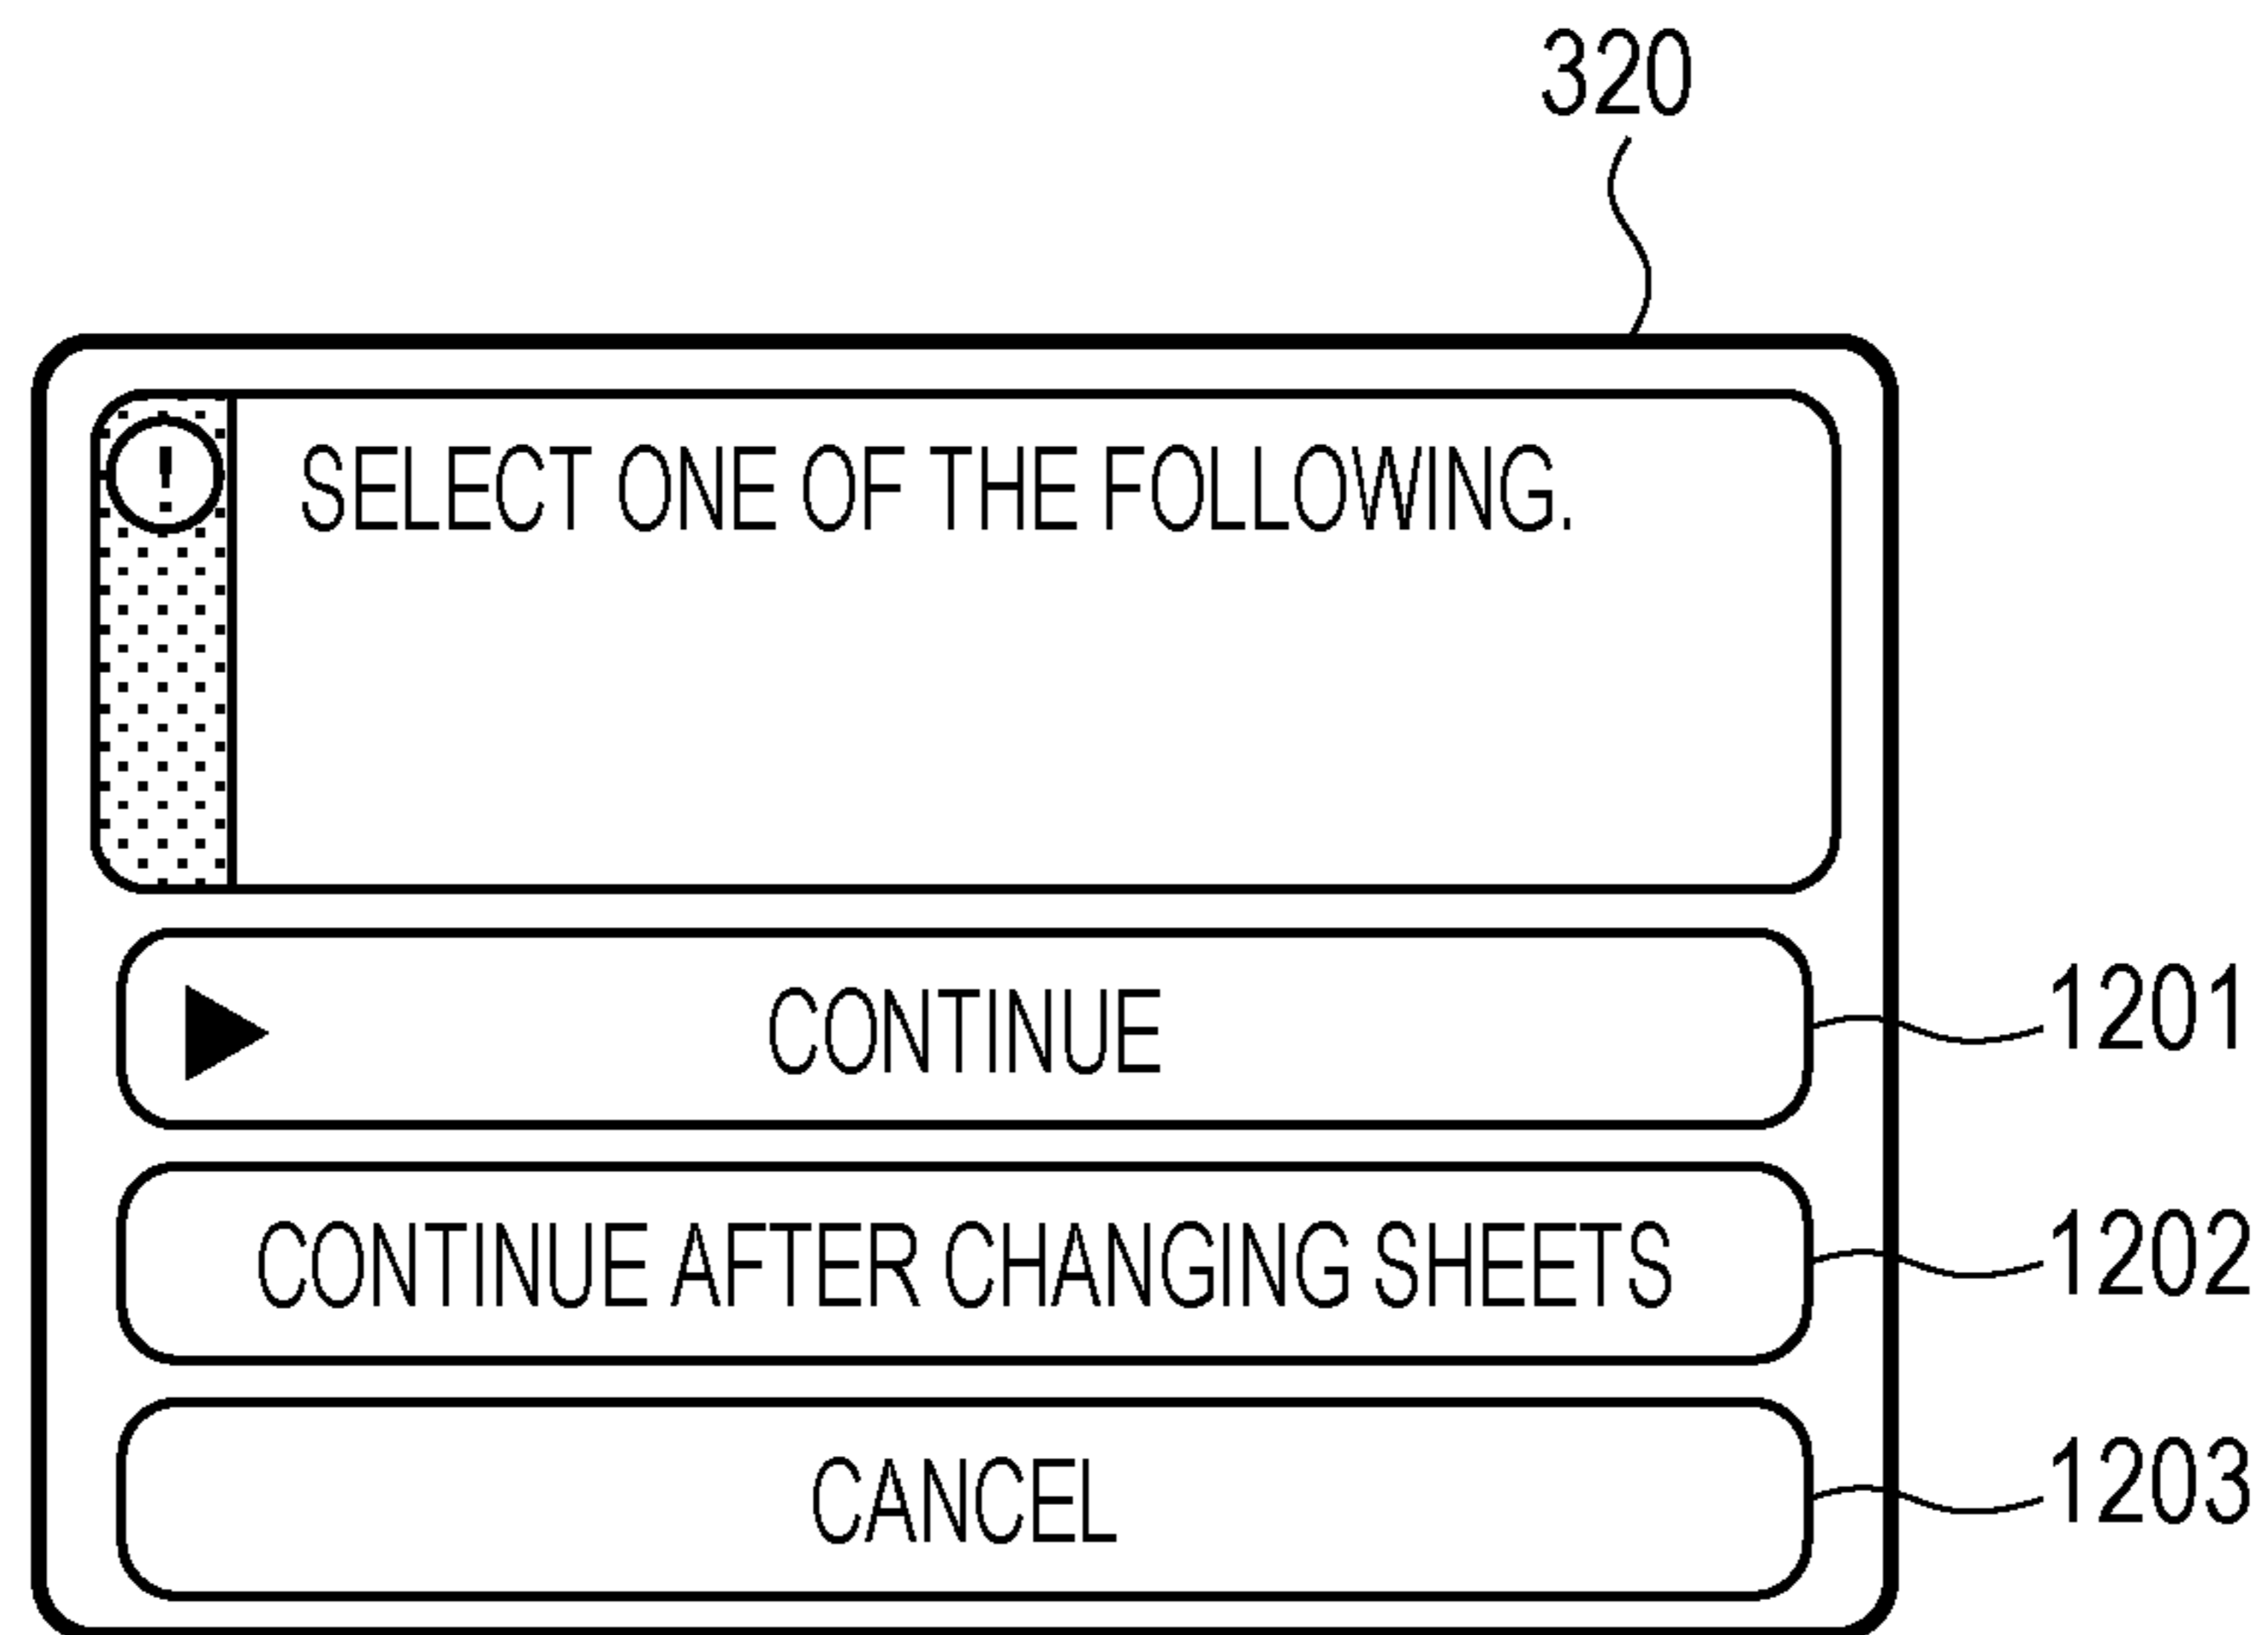 320
! SELECT ONE OF THE FOLLOWING.
CONTINUE 1201
CONTINUE AFTER CHANGING SHEETS 1202
CANCEL 1203